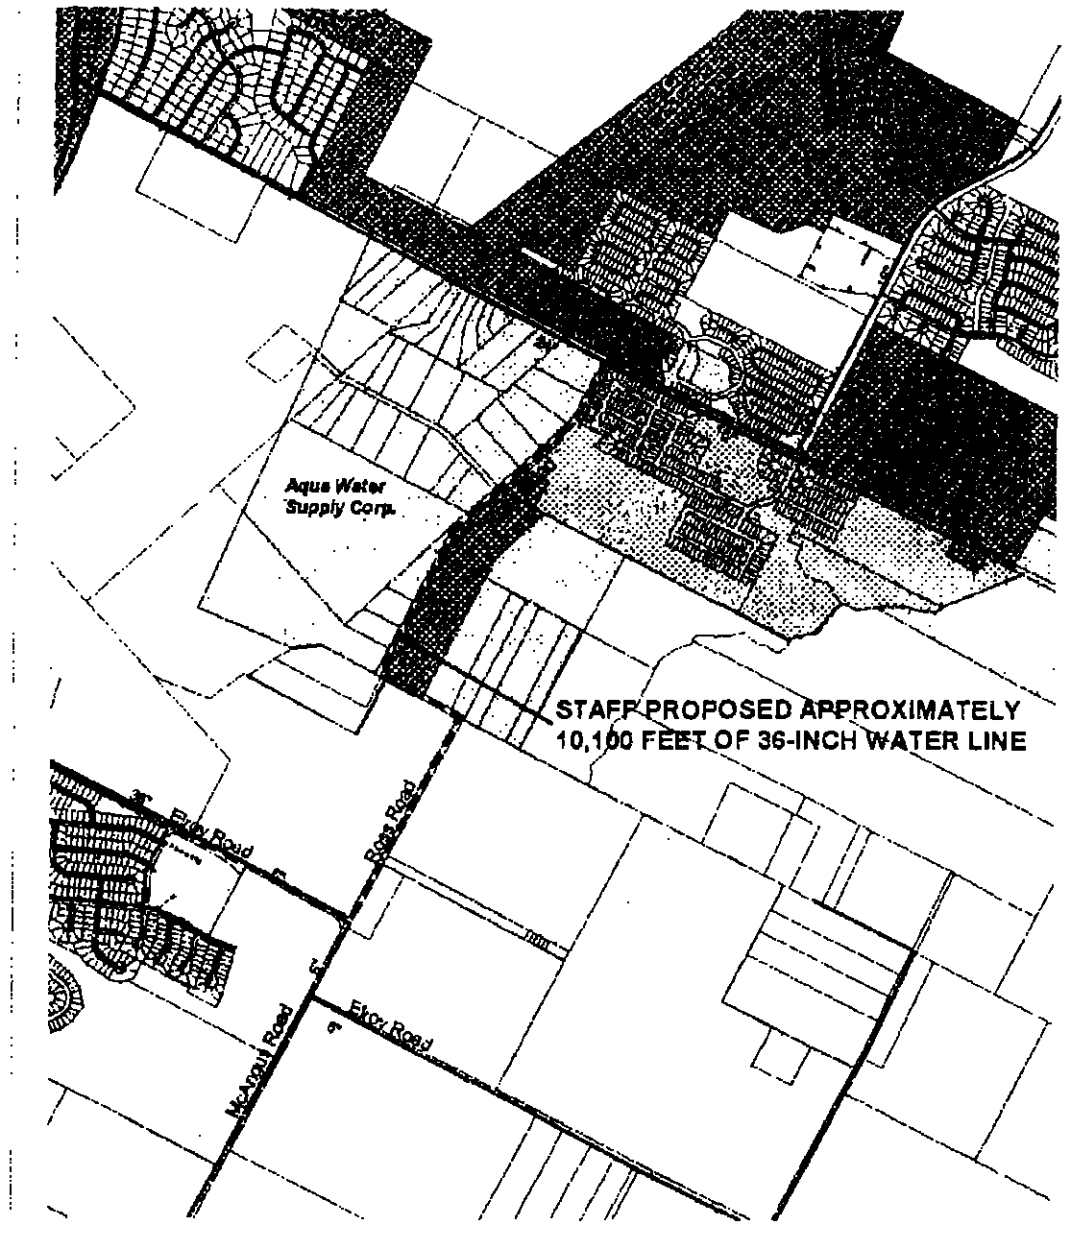 Aqua Water
Supply Corp.
STAFF PROPOSED APPROXIMATELY
10,100 FEET OF 36-INCH WATER LINE
Ross Road
36"
Elroy Road
Elroy Road
McAngus Road